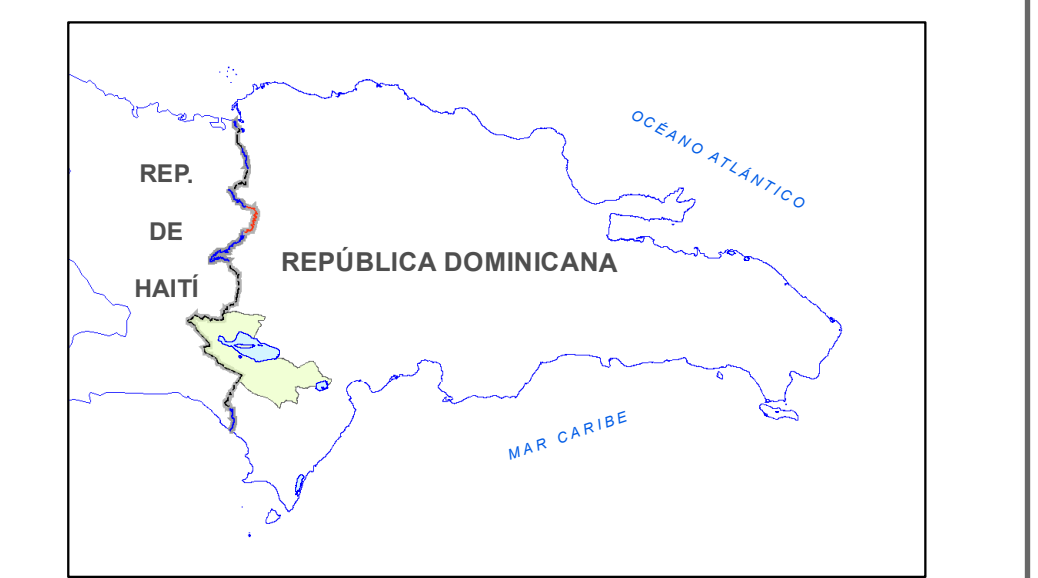 OCÉANO ATLÁNTICO
REP.
DE
HAITÍ
REPÚBLICA DOMINICANA
MAR CARIBE